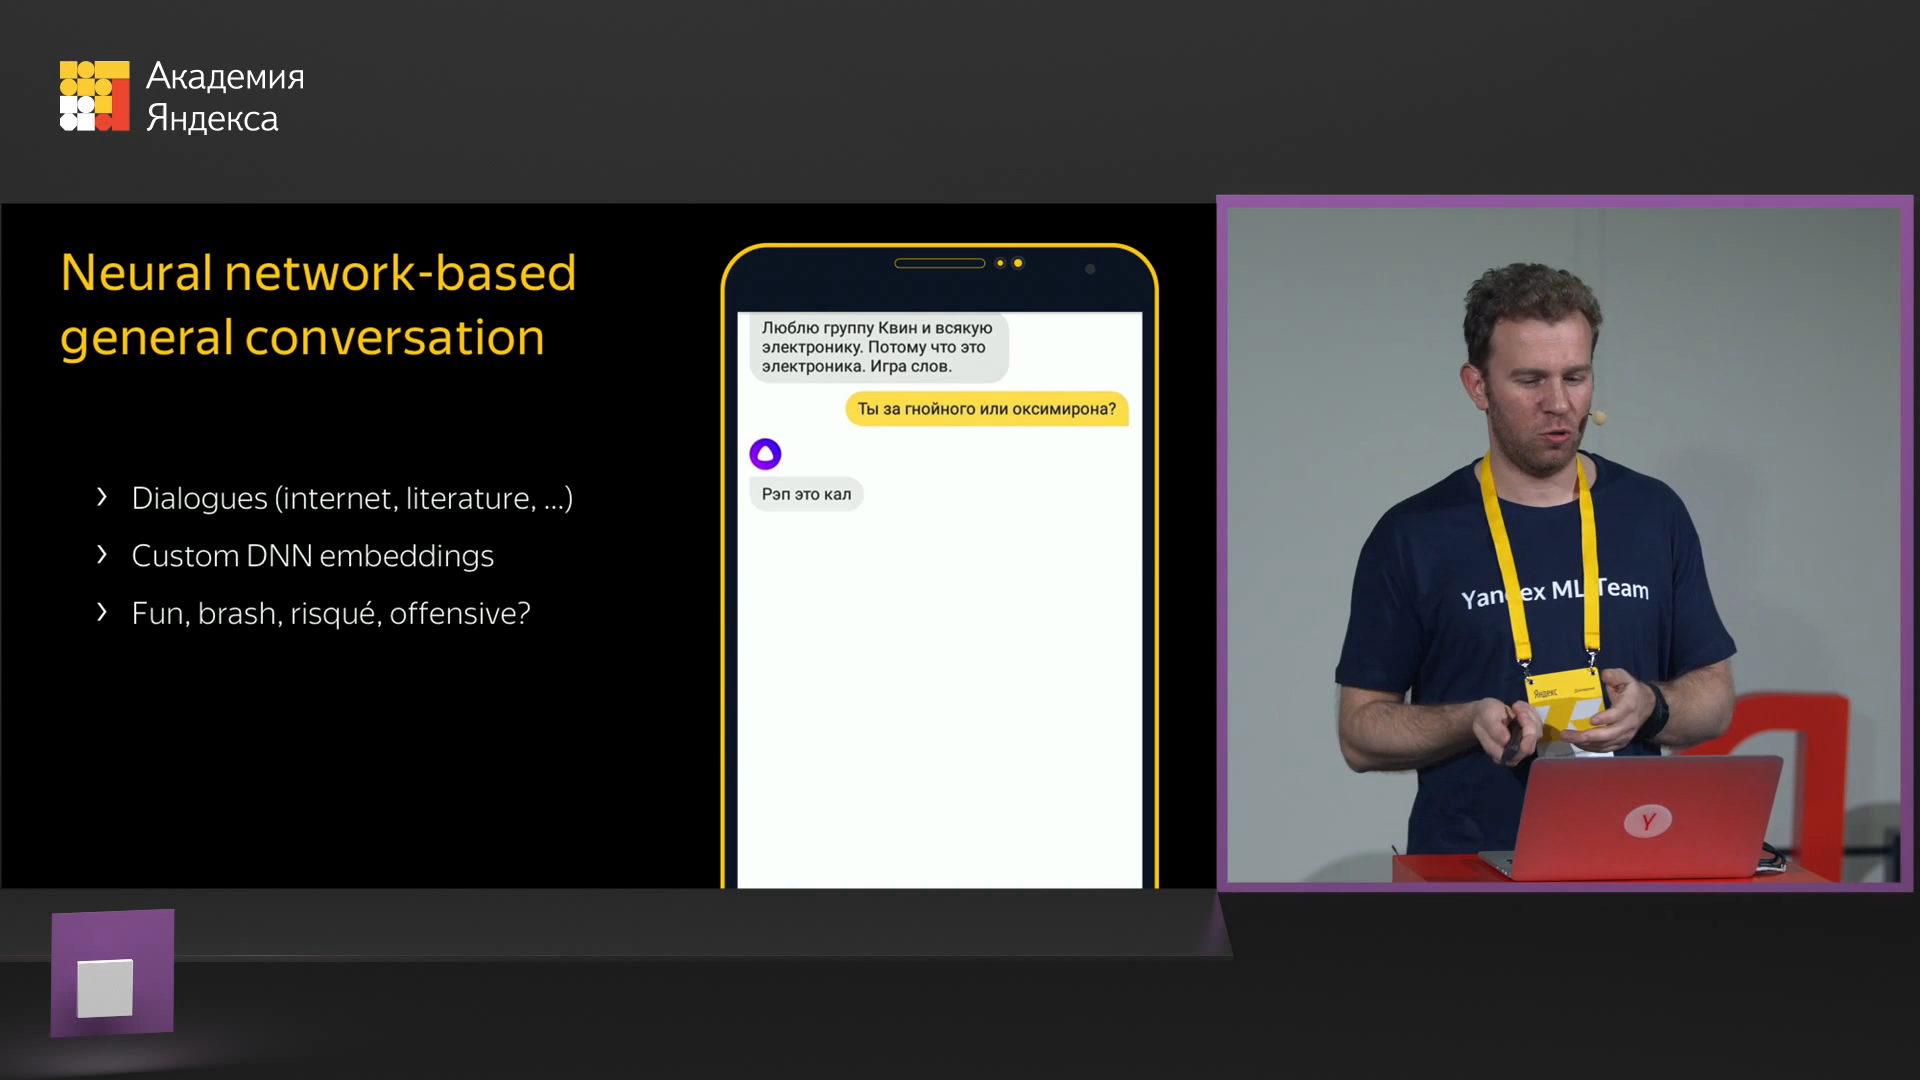 Академия
Яндекса
Neural network-based
general conversation
› Dialogues (internet, literature, ...)
› Custom DNN embeddings
› Fun, brash, risqué, offensive?
Люблю группу Квин и всякую
электронику. Потому что это
электроника. Игра слов.
Ты за гнойного или оксимирона?
Рэп это кал
Yandex ML Team
Яндекс
Y